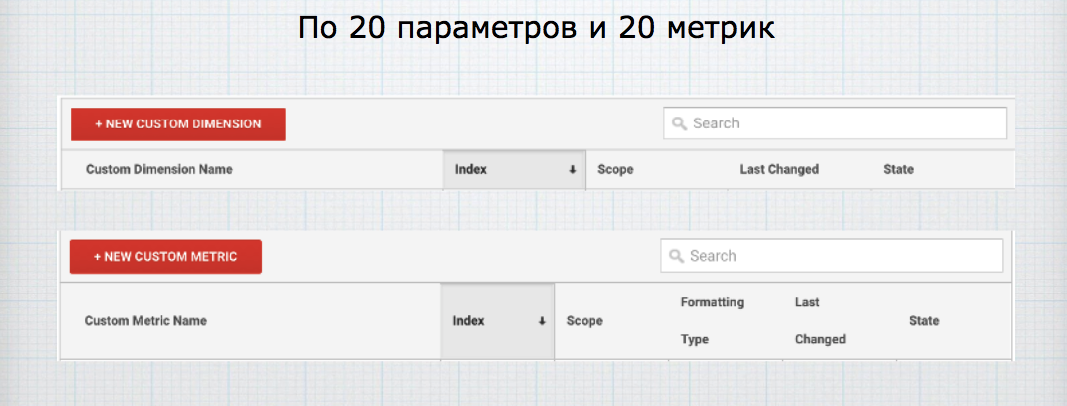 По 20 параметров и 20 метрик
+ NEW CUSTOM DIMENSION
Search
Custom Dimension Name Index Scope Last Changed State
+ NEW CUSTOM METRIC
Search
Custom Metric Name Index Scope Formatting Type Last Changed State